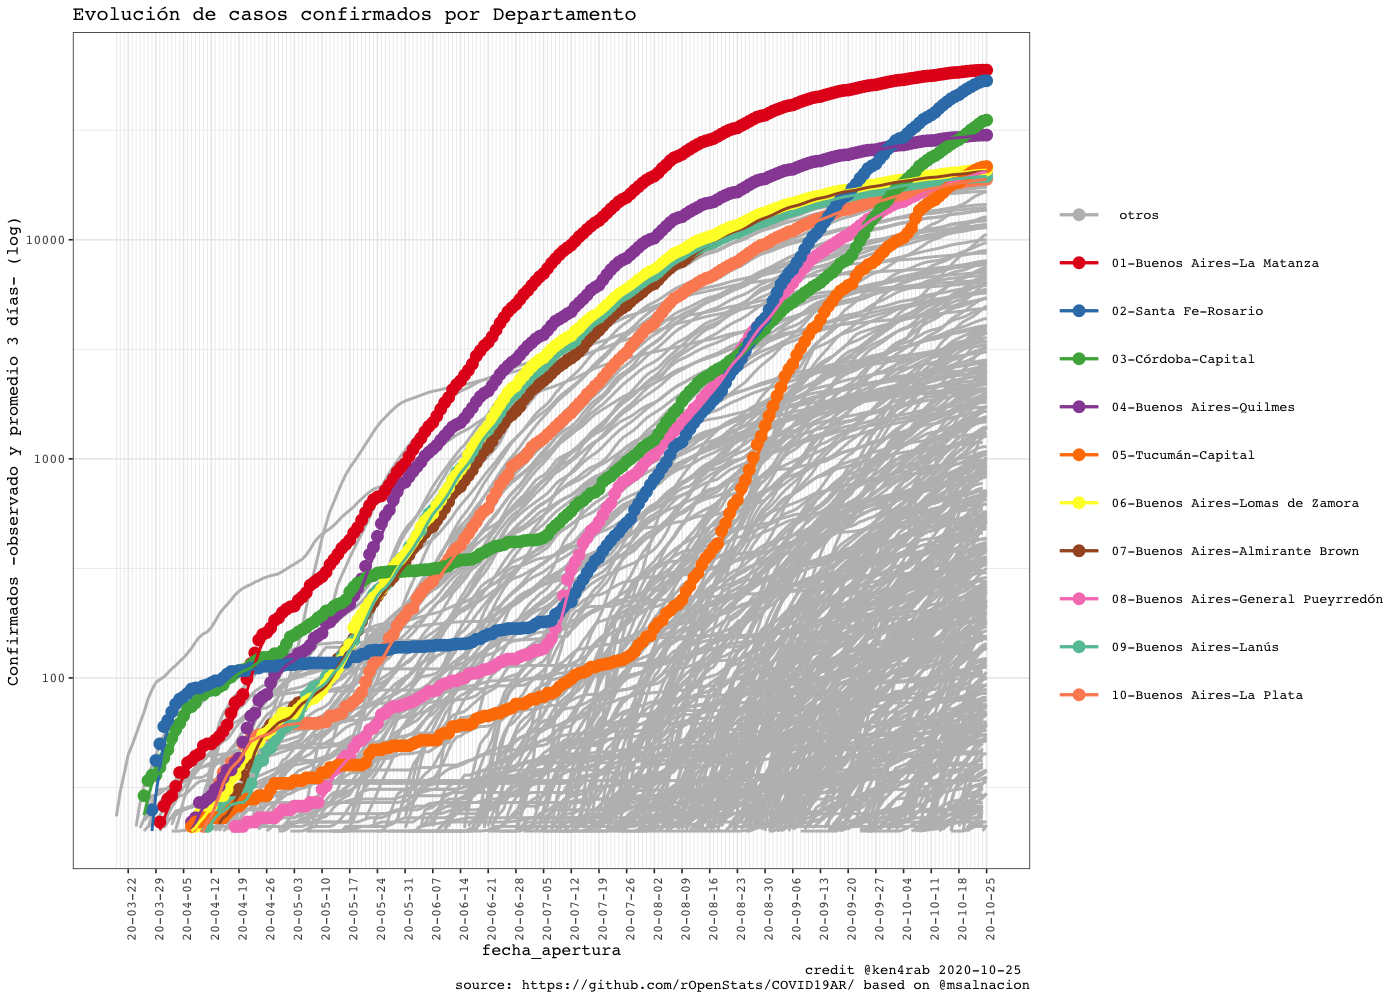 Evolución de casos confirmados por Departamento
Confirmados -observado y promedio 3 días- (log)
10000
1000
100
20-03-22
20-03-29
20-04-05
20-04-12
20-04-19
20-04-26
20-05-03
20-05-10
20-05-17
20-05-24
20-05-31
20-06-07
20-06-14
20-06-21
20-06-28
20-07-05
20-07-12
20-07-19
20-07-26
20-08-02
20-08-09
20-08-16
20-08-23
20-08-30
20-09-06
20-09-13
20-09-20
20-09-27
20-10-04
20-10-11
20-10-18
20-10-25
fecha_apertura
otros
01-Buenos Aires-La Matanza
02-Santa Fe-Rosario
03-Córdoba-Capital
04-Buenos Aires-Quilmes
05-Tucumán-Capital
06-Buenos Aires-Lomas de Zamora
07-Buenos Aires-Almirante Brown
08-Buenos Aires-General Pueyrredón
09-Buenos Aires-Lanús
10-Buenos Aires-La Plata
credit @ken4rab 2020-10-25
source: https://github.com/rOpenStats/COVID19AR/ based on @msalnacion